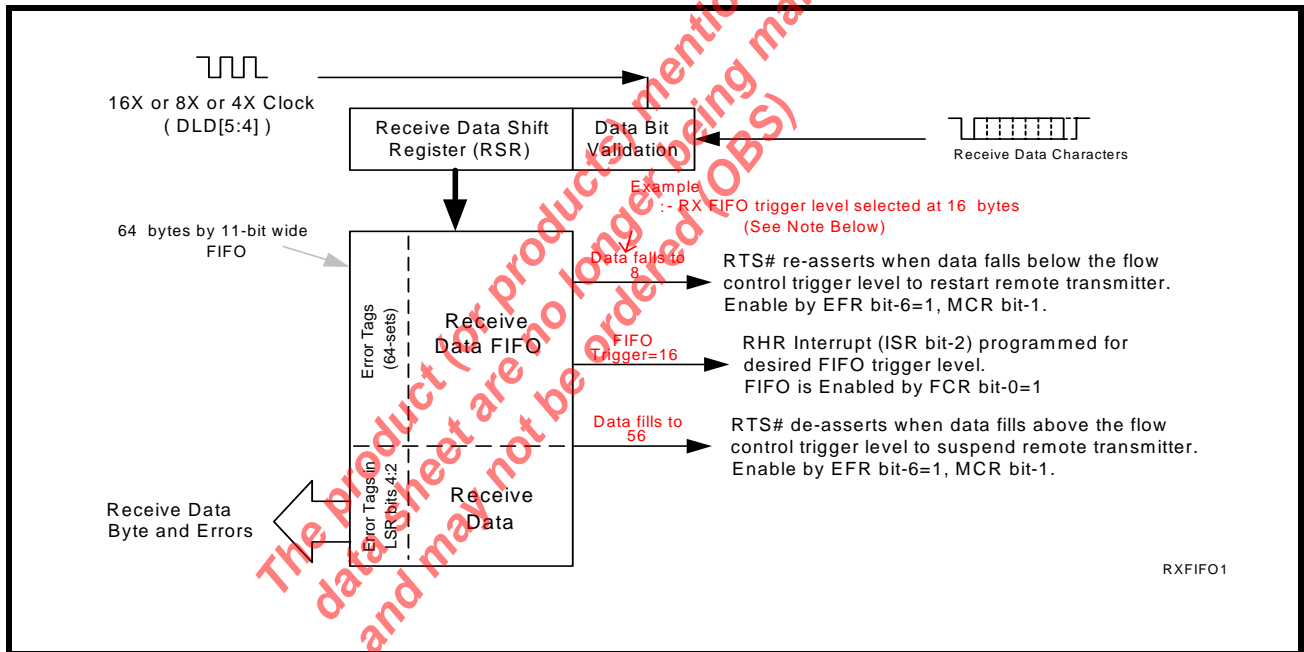 16X or 8X or 4X Clock
( DLD[5:4] )
Receive Data Shift
Register (RSR)
Data Bit
Validation
Receive Data Characters
Example
:- RX FIFO trigger level selected at 16 bytes
(See Note Below)
64 bytes by 11-bit wide
FIFO
Data falls to
8
RTS# re-asserts when data falls below the flow
control trigger level to restart remote transmitter.
Enable by EFR bit-6=1, MCR bit-1.
Error Tags
(64-sets)
Receive
Data FIFO
FIFO
Trigger=16
RHR Interrupt (ISR bit-2) programmed for
desired FIFO trigger level.
FIFO is Enabled by FCR bit-0=1
Data fills to
56
RTS# de-asserts when data fills above the flow
control trigger level to suspend remote transmitter.
Enable by EFR bit-6=1, MCR bit-1.
Error Tags in
LSR bits 4:2
Receive
Data
Receive Data
Byte and Errors
RXFIFO1
The product (or products) mentio
data sheet are no longer being ma
and may not be ordered (OBS)